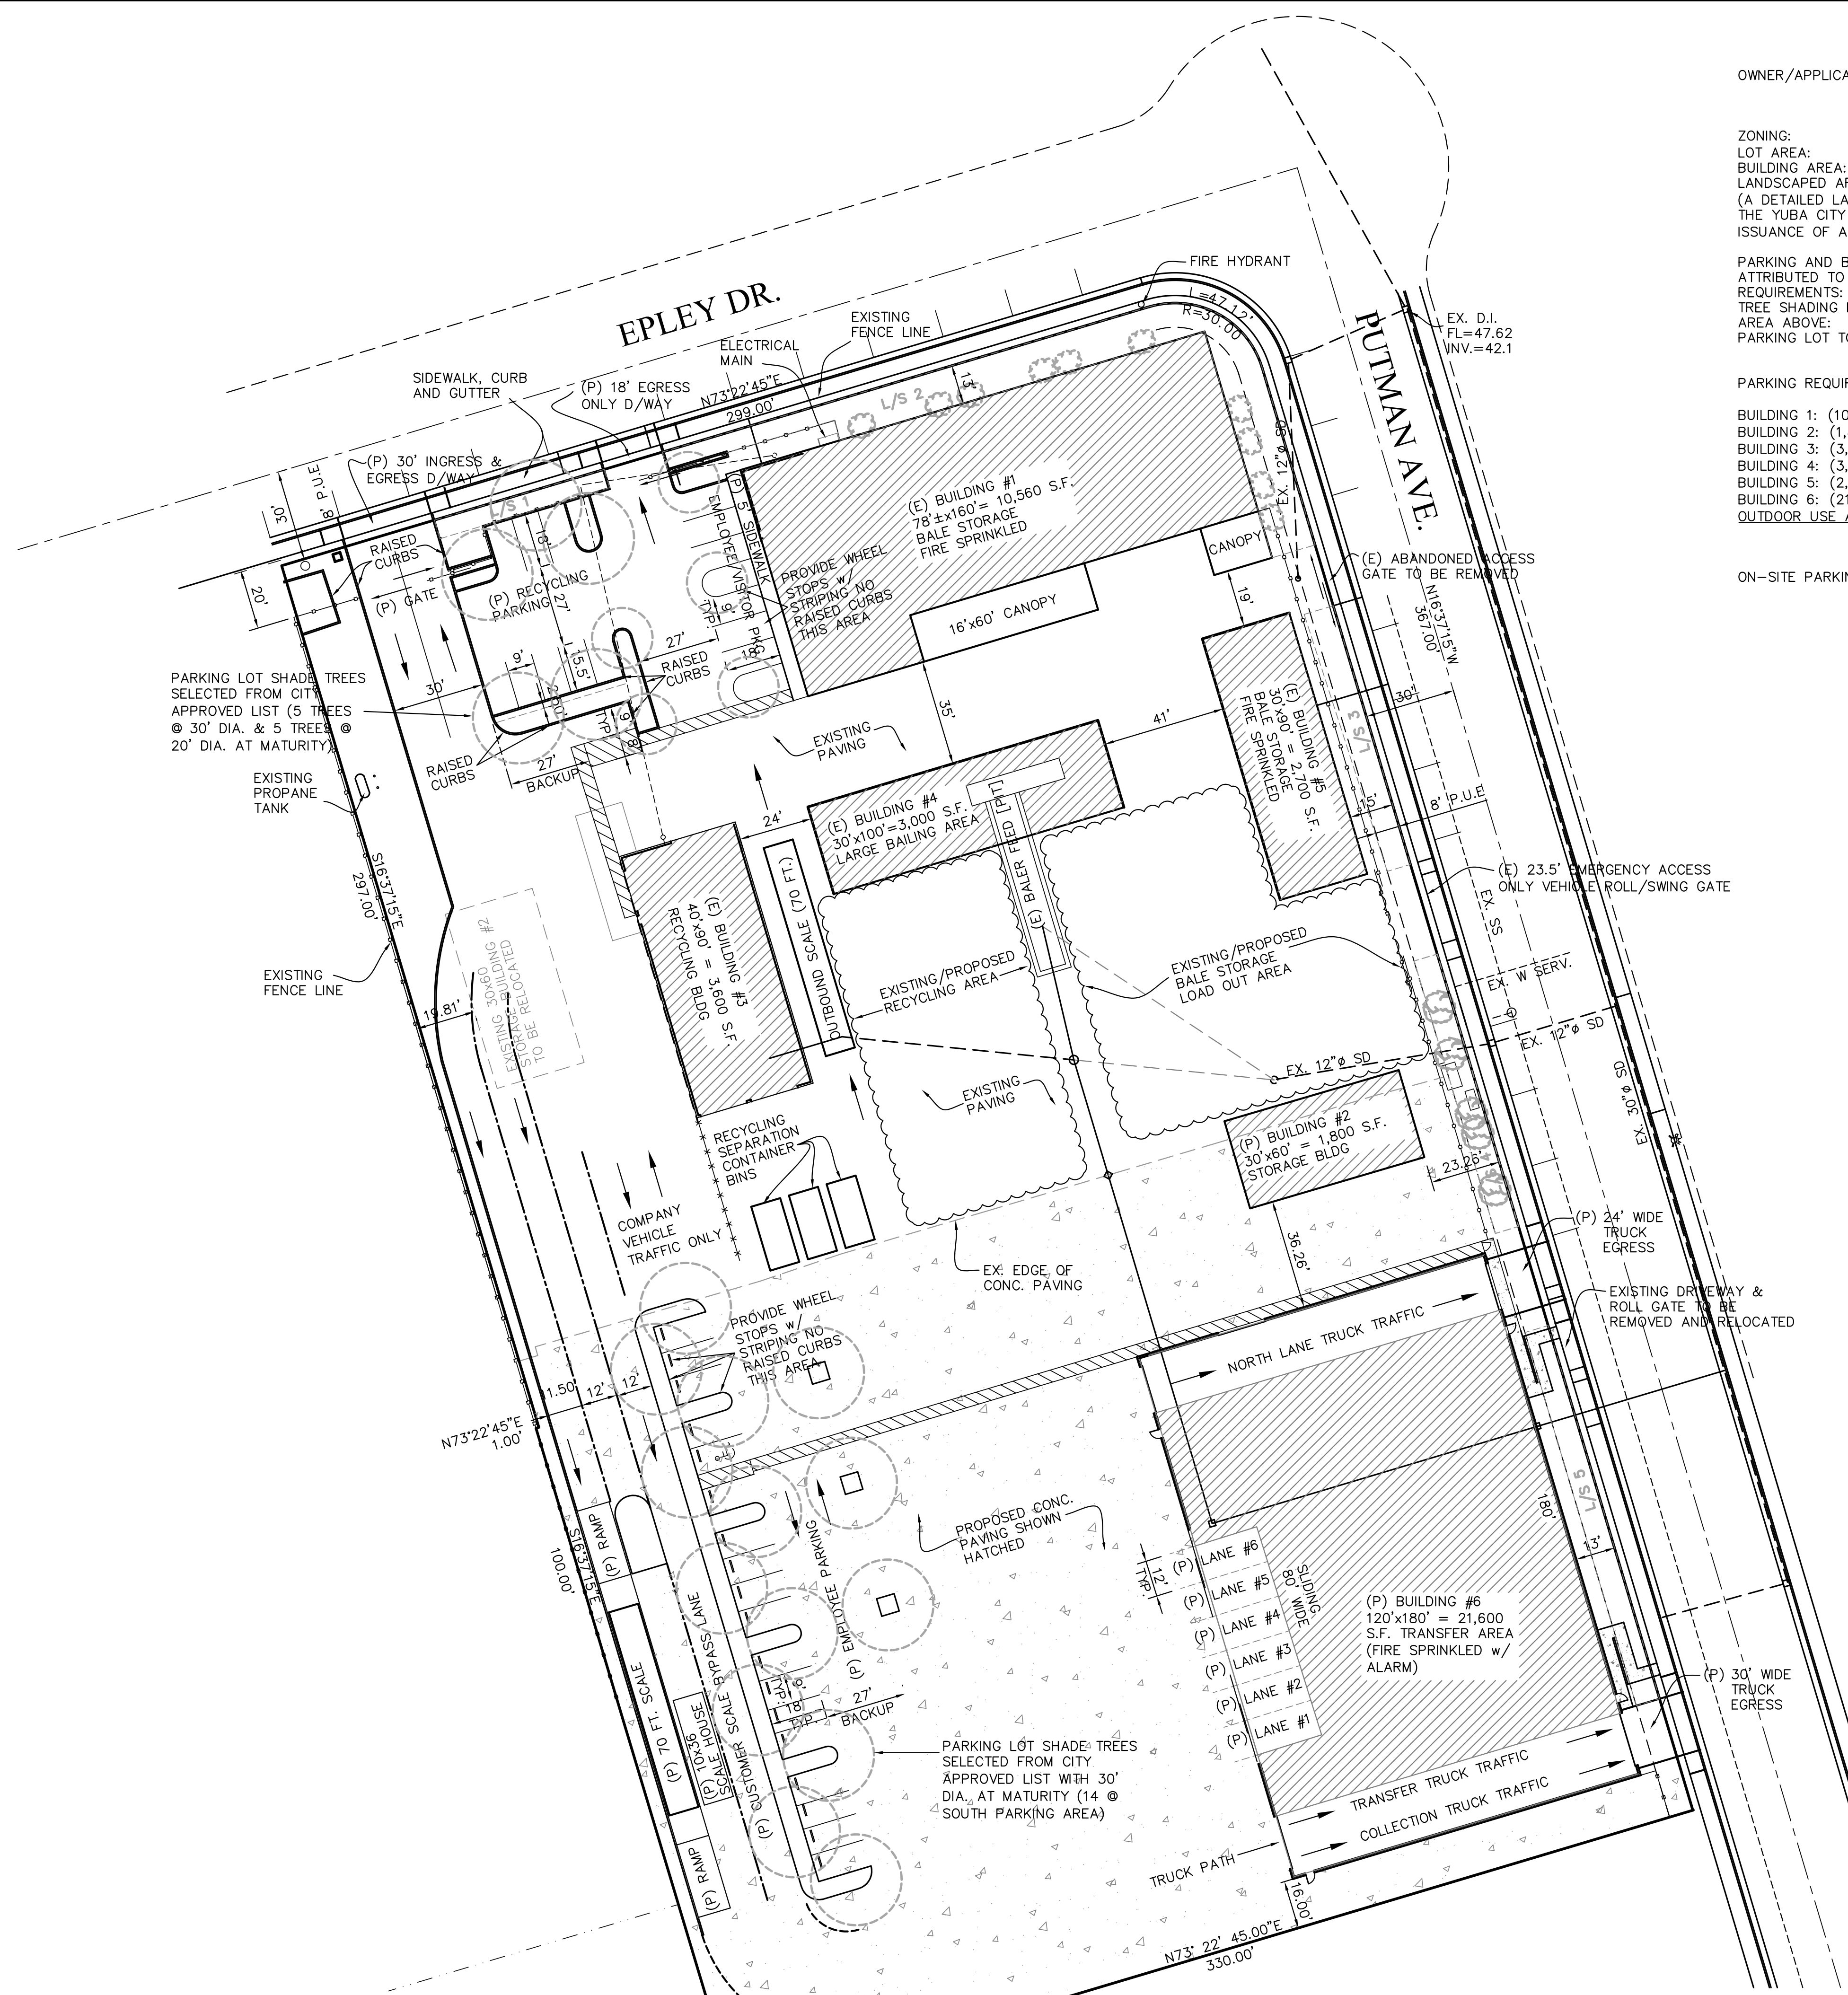 OWNER/APPLICA
ZONING:
LOT AREA:
BUILDING AREA:
LANDSCAPED AR
(A DETAILED LA
THE YUBA CITY
ISSUANCE OF A
PARKING AND B
ATTRIBUTED TO
REQUIREMENTS:
TREE SHADING
AREA ABOVE:
PARKING LOT TO
PARKING REQUIR
BUILDING 1: (10
BUILDING 2: (1,
BUILDING 3: (3,
BUILDING 4: (3,
BUILDING 5: (2,
BUILDING 6: (21
OUTDOOR USE A
ON-SITE PARKIN
EPLEY DR.
PUTMAN AVE.
FIRE HYDRANT
L=47.12'
R=30.00'
EX. D.I.
FL=47.62
INV.=42.1
EXISTING
FENCE LINE
ELECTRICAL
MAIN
SIDEWALK, CURB
AND GUTTER
(P) 18' EGRESS
ONLY D/WAY
N73°22'45"E
299.00'
13'
L/S 2
(P) 30' INGRESS &
EGRESS D/WAY
30'
8' P.U.E
L/S 1
20'
RAISED
CURBS
(P) GATE
(P) RECYCLING
PARKING
27'
(P) 5' SIDEWALK
EMPLOYEE/VISITOR PKG
PROVIDE WHEEL
STOPS w/
STRIPING NO
RAISED CURBS
THIS AREA
9'
TYP.
27'
18'
RAISED
CURBS
9'
15.5'
30'
(E) BUILDING #1
78'±x160'= 10,560 S.F.
BALE STORAGE
FIRE SPRINKLED
CANOPY
16'x60' CANOPY
19'
EX. 12"ø SD
(E) ABANDONED ACCESS
GATE TO BE REMOVED
N16°37'15"W
367.00'
30'
PARKING LOT SHADE TREES
SELECTED FROM CITY
APPROVED LIST (5 TREES
@ 30' DIA. & 5 TREES @
20' DIA. AT MATURITY)
RAISED
CURBS
27'
BACKUP
9'
TYP.
EXISTING
PROPANE
TANK
EXISTING
PAVING
35'
41'
24'
(E) BUILDING #4
30'x100'=3,000 S.F.
LARGE BAILING AREA
(E) BALER FEED [PIT]
(E) BUILDING #5
30'x90' = 2,700 S.F.
BALE STORAGE
FIRE SPRINKLED
L/S 3
15'
8' P.U.E
(E) 23.5' EMERGENCY ACCESS
ONLY VEHICLE ROLL/SWING GATE
S16°37'15"E
297.00'
EXISTING
FENCE LINE
19.81'
EXISTING 30x60
STORAGE BUILDING #2
TO BE RELOCATED
(E) BUILDING #3
40'x90' = 3,600 S.F.
RECYCLING BLDG
OUTBOUND SCALE (70 FT.)
EXISTING/PROPOSED
RECYCLING AREA
EXISTING/PROPOSED
BALE STORAGE
LOAD OUT AREA
EX. SS
EX. W SERV.
EX. 12"ø SD
EX. 12"ø SD
EX. 30"ø SD
EXISTING
PAVING
RECYCLING
SEPARATION
CONTAINER
BINS
COMPANY
VEHICLE
TRAFFIC ONLY
(P) BUILDING #2
30'x60' = 1,800 S.F.
STORAGE BLDG
23.26'
36.26'
EX. EDGE OF
CONC. PAVING
(P) 24' WIDE
TRUCK
EGRESS
EXISTING DRIVEWAY &
ROLL GATE TO BE
REMOVED AND RELOCATED
NORTH LANE TRUCK TRAFFIC
PROVIDE WHEEL
STOPS w/
STRIPING NO
RAISED CURBS
THIS AREA
1.50'
12'
12'
N73°22'45"E
1.00'
S16°37'15"E
100.00'
(P) RAMP
(P) 70 FT. SCALE
(P) 10x36
SCALE HOUSE
(P) CUSTOMER SCALE BYPASS LANE
(P) RAMP
(P) EMPLOYEE PARKING
PROPOSED CONC.
PAVING SHOWN
HATCHED
9'
TYP.
18'
TYP.
27'
BACKUP
12'
TYP.
(P) LANE #6
(P) LANE #5
(P) LANE #4
(P) LANE #3
(P) LANE #2
(P) LANE #1
SLIDING
80' WIDE
(P) BUILDING #6
120'x180' = 21,600
S.F. TRANSFER AREA
(FIRE SPRINKLED w/
ALARM)
180'
L/S 5
13'
(P) 30' WIDE
TRUCK
EGRESS
PARKING LOT SHADE TREES
SELECTED FROM CITY
APPROVED LIST WITH 30'
DIA. AT MATURITY (14 @
SOUTH PARKING AREA)
TRANSFER TRUCK TRAFFIC
COLLECTION TRUCK TRAFFIC
TRUCK PATH
16.00'
N73° 22' 45.00"E
330.00'